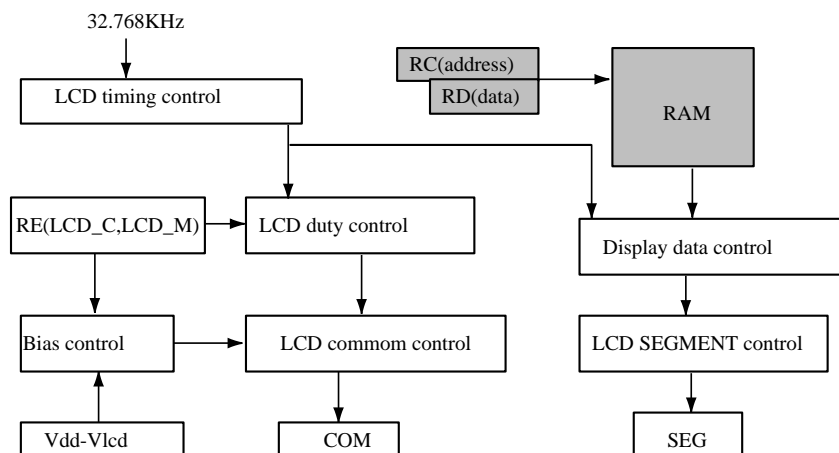 32.768KHz
RC(address)
RD(data)
LCD timing control
RAM
RE(LCD_C,LCD_M)
LCD duty control
Display data control
Bias control
LCD commom control
LCD SEGMENT control
Vdd-Vlcd
COM
SEG